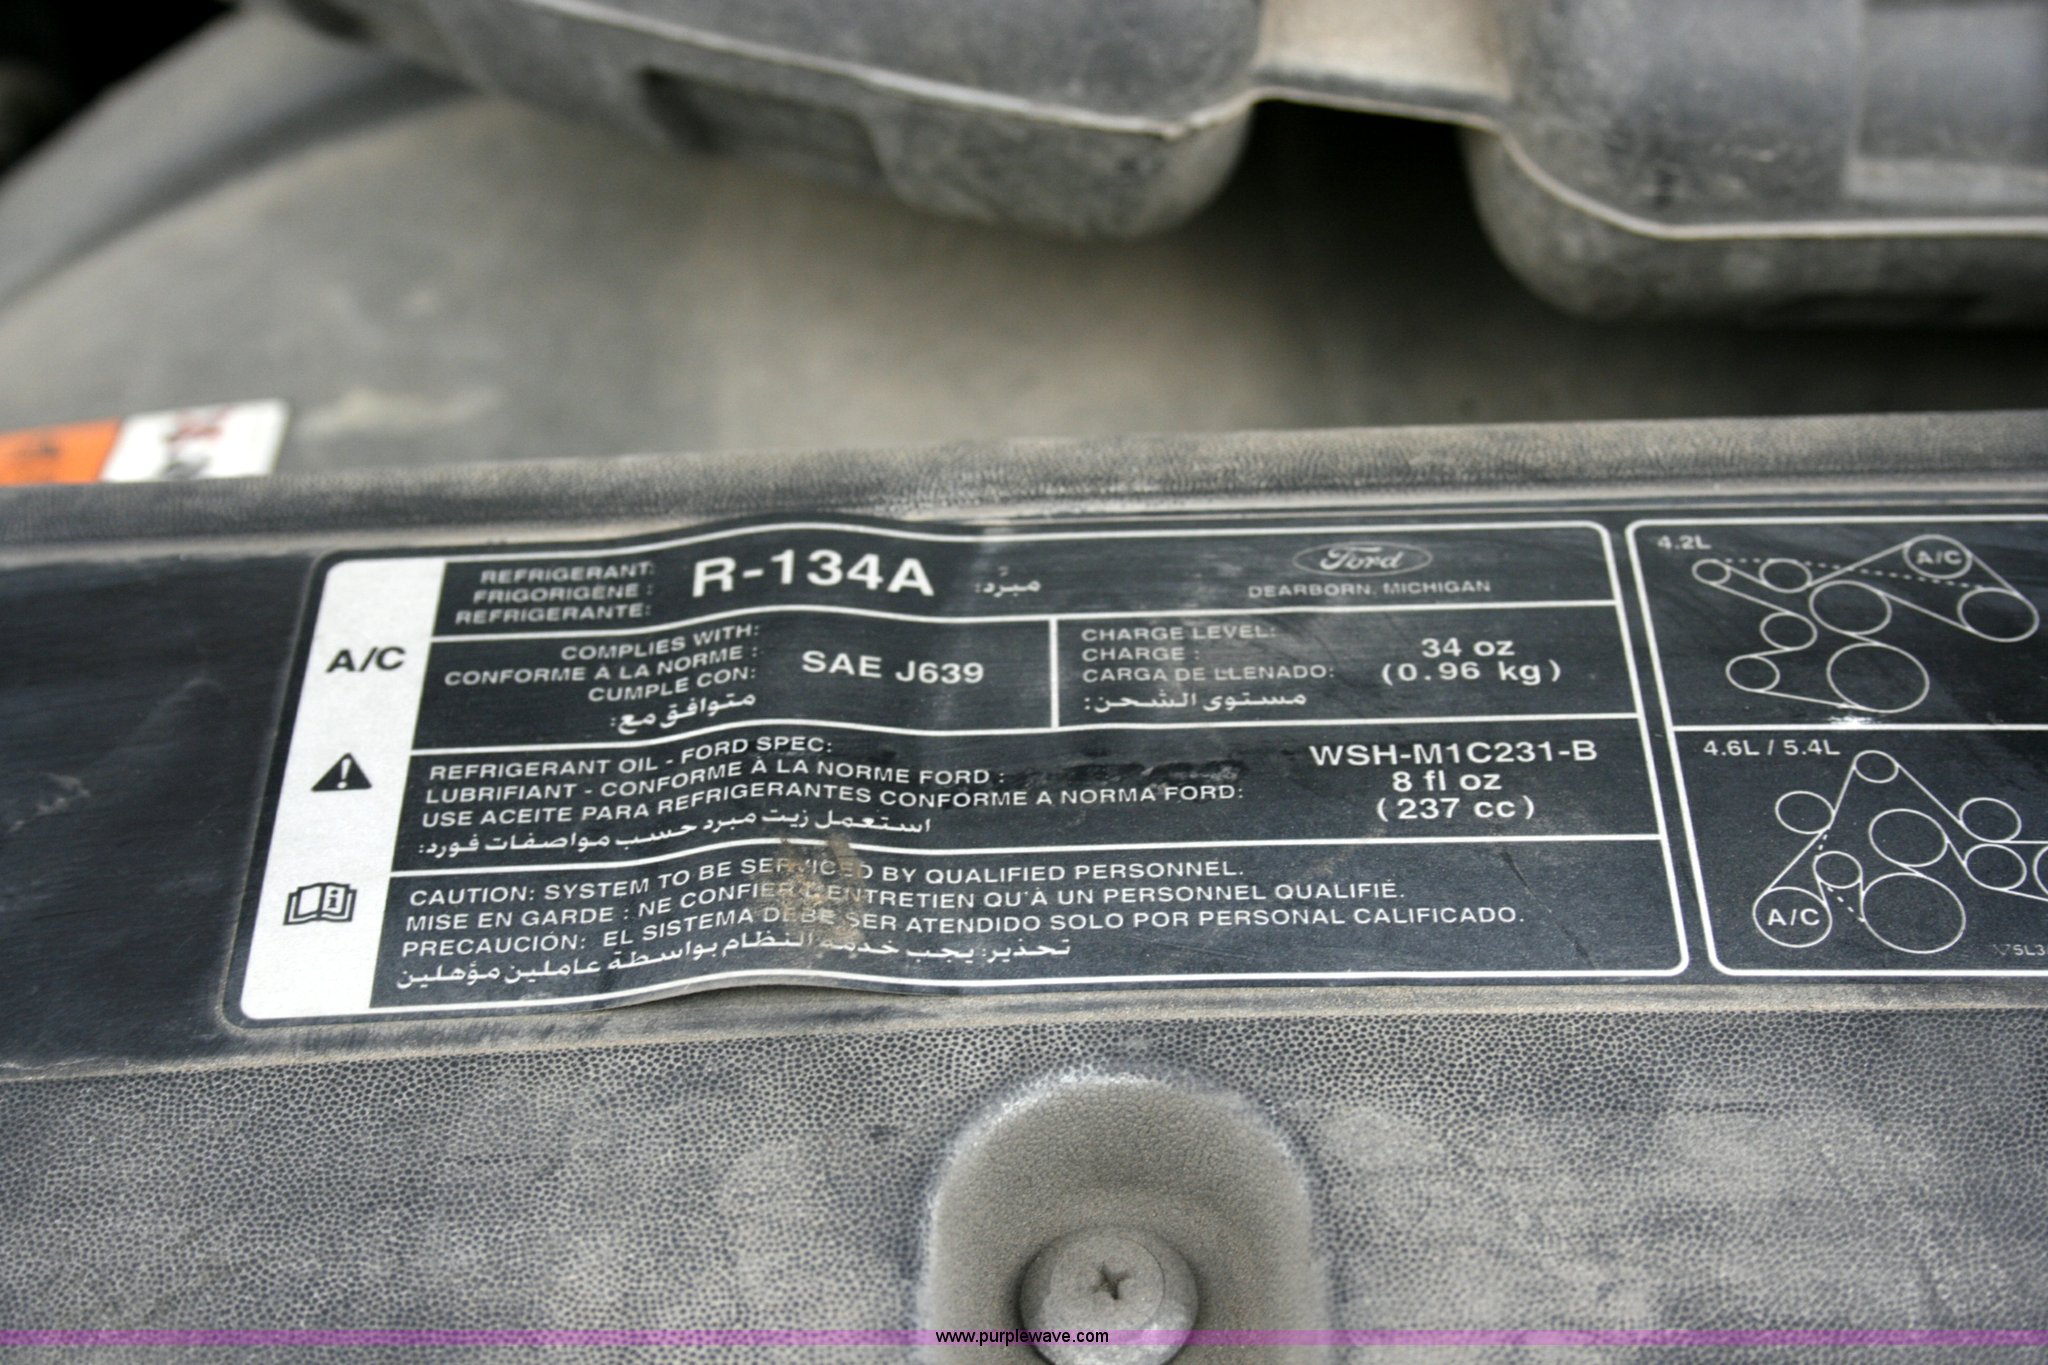 REFRIGERANT:
FRIGORIGÈNE :
REFRIGERANTE:
R-134A
مبرّد:
Ford
DEARBORN, MICHIGAN
A/C
COMPLIES WITH:
CONFORME À LA NORME :
CUMPLE CON:
متوافق مع:
SAE J639
CHARGE LEVEL:
CHARGE :
CARGA DE LLENADO:
مستوى الشحن:
34 oz
(0.96 kg)
REFRIGERANT OIL - FORD SPEC:
LUBRIFIANT - CONFORME À LA NORME FORD :
USE ACEITE PARA REFRIGERANTES CONFORME A NORMA FORD:
استعمل زيت مبرد حسب مواصفات فورد:
WSH-M1C231-B
8 fl oz
(237 cc)
CAUTION: SYSTEM TO BE SERVICED BY QUALIFIED PERSONNEL.
MISE EN GARDE : NE CONFIER L'ENTRETIEN QU'À UN PERSONNEL QUALIFIÉ.
PRECAUCIÓN: EL SISTEMA DEBE SER ATENDIDO SOLO POR PERSONAL CALIFICADO.
تحذير: يجب خدمة النظام بواسطة عاملين مؤهلين
4.2L
A/C
4.6L / 5.4L
A/C
www.purplewave.com